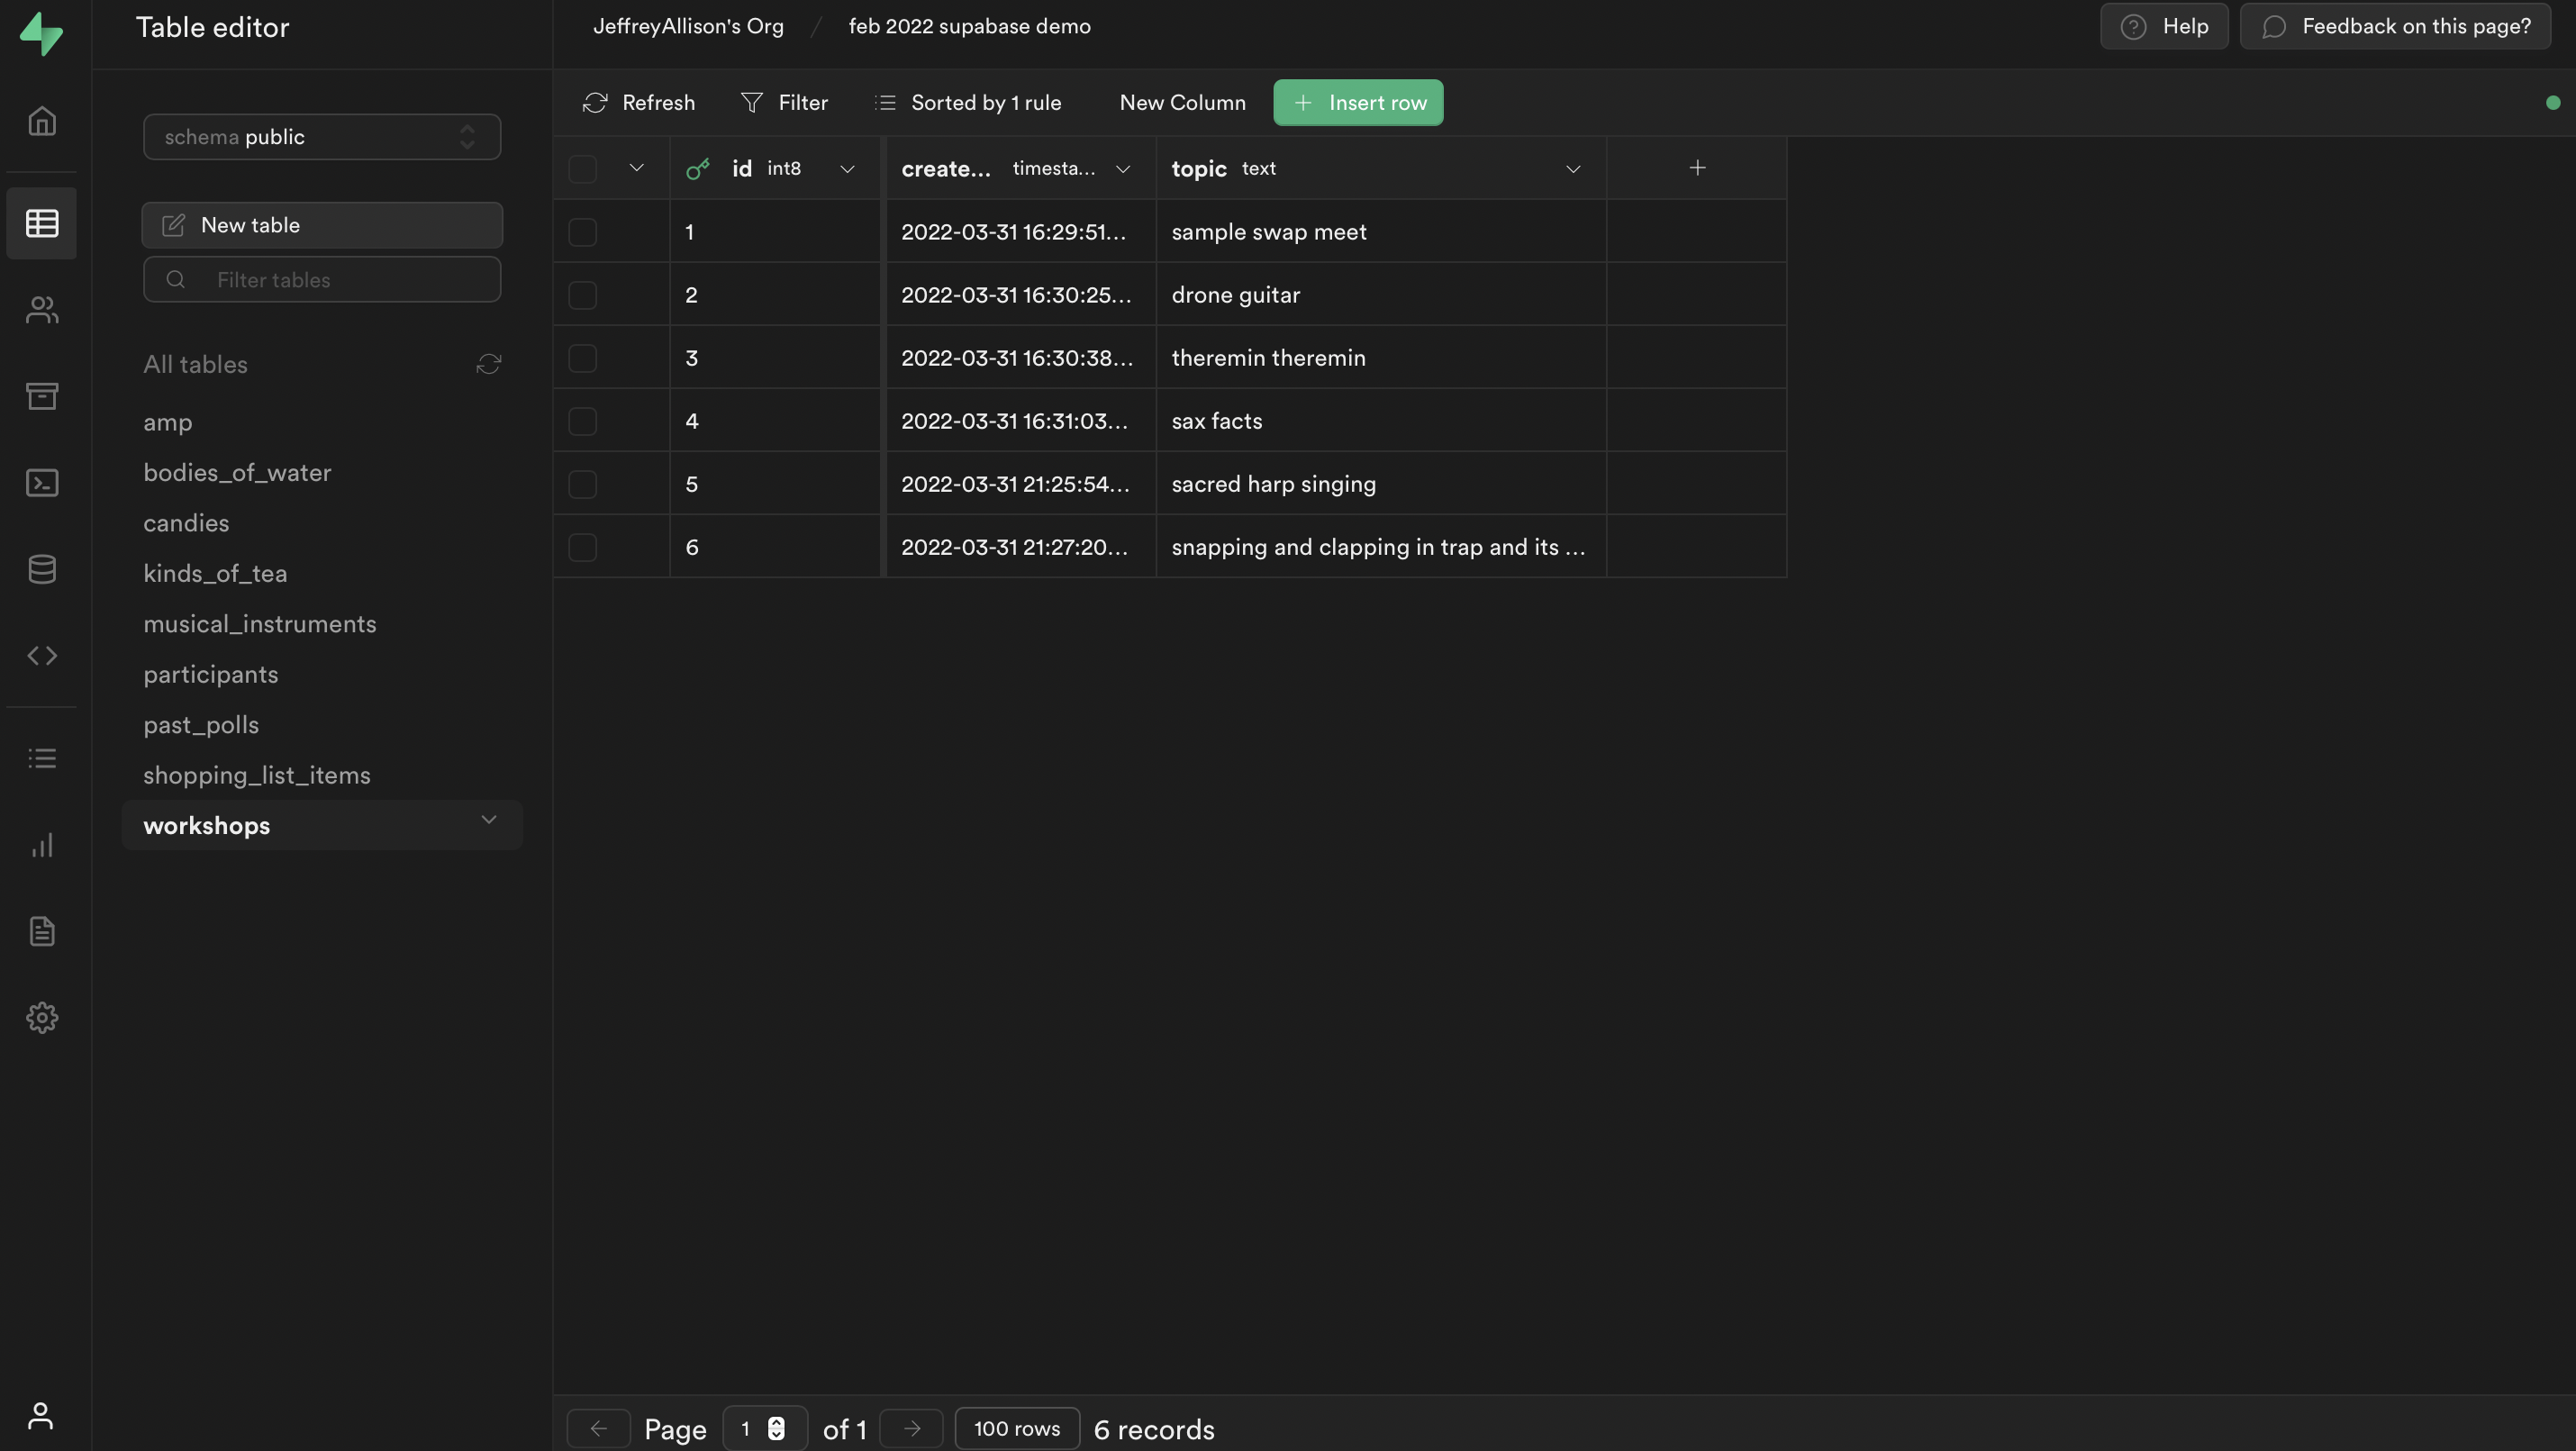 Table editor
JeffreyAllison's Org / feb 2022 supabase demo
Help
Feedback on this page?
schema public
New table
Filter tables
All tables
amp
bodies_of_water
candies
kinds_of_tea
musical_instruments
participants
past_polls
shopping_list_items
workshops
Refresh Filter Sorted by 1 rule New Column + Insert row
id int8 create... timesta... topic text +
1 2022-03-31 16:29:51... sample swap meet
2 2022-03-31 16:30:25... drone guitar
3 2022-03-31 16:30:38... theremin theremin
4 2022-03-31 16:31:03... sax facts
5 2022-03-31 21:25:54... sacred harp singing
6 2022-03-31 21:27:20... snapping and clapping in trap and its ...
Page 1 of 1 100 rows 6 records